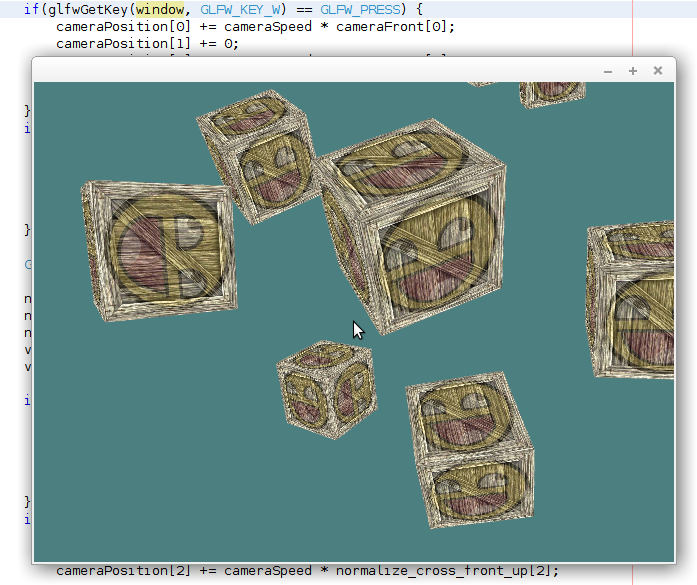 if(glfwGetKey(window, GLFW_KEY_W) == GLFW_PRESS) {
cameraPosition[0] += cameraSpeed * cameraFront[0];
cameraPosition[1] += 0;
}
i
}
G
n
n
n
v
v
i
}
i
cameraPosition[2] += cameraSpeed * normalize_cross_front_up[2];